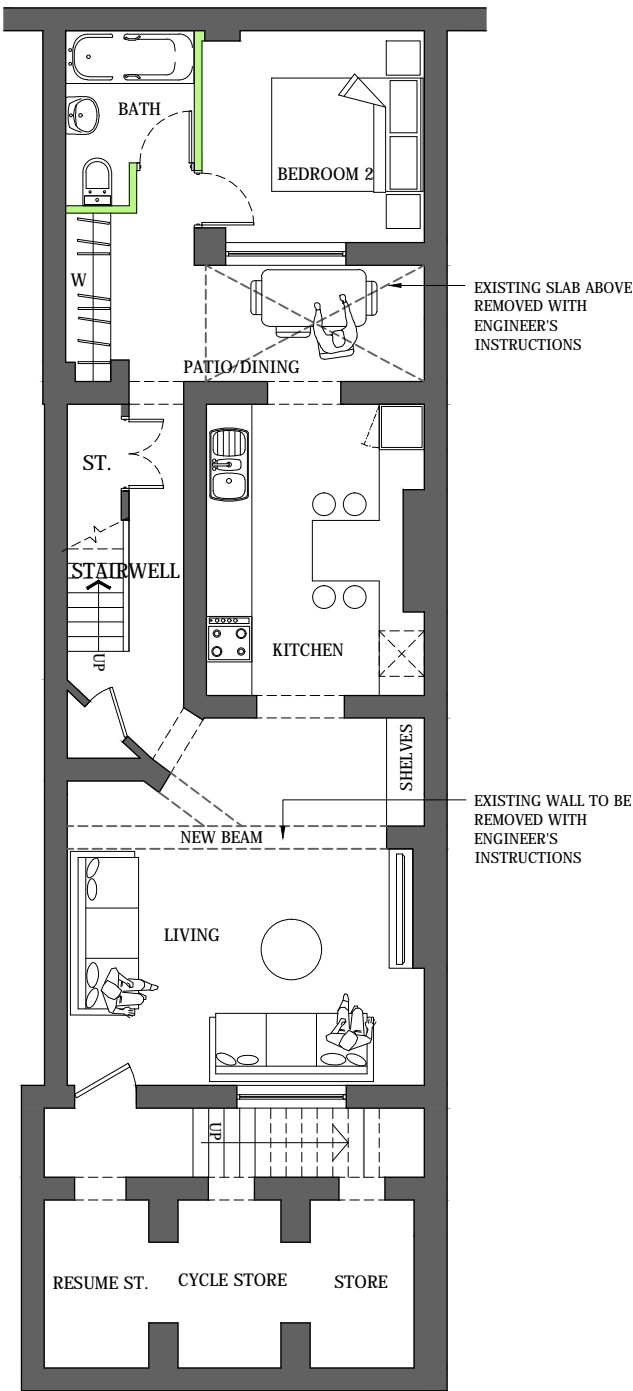 BATH
BEDROOM 2
W
EXISTING SLAB ABOVE
REMOVED WITH
ENGINEER'S
INSTRUCTIONS
PATIO/DINING
ST.
STAIRWELL
UP
KITCHEN
SHELVES
EXISTING WALL TO BE
REMOVED WITH
ENGINEER'S
INSTRUCTIONS
NEW BEAM
LIVING
UP
RESUME ST.
CYCLE STORE
STORE